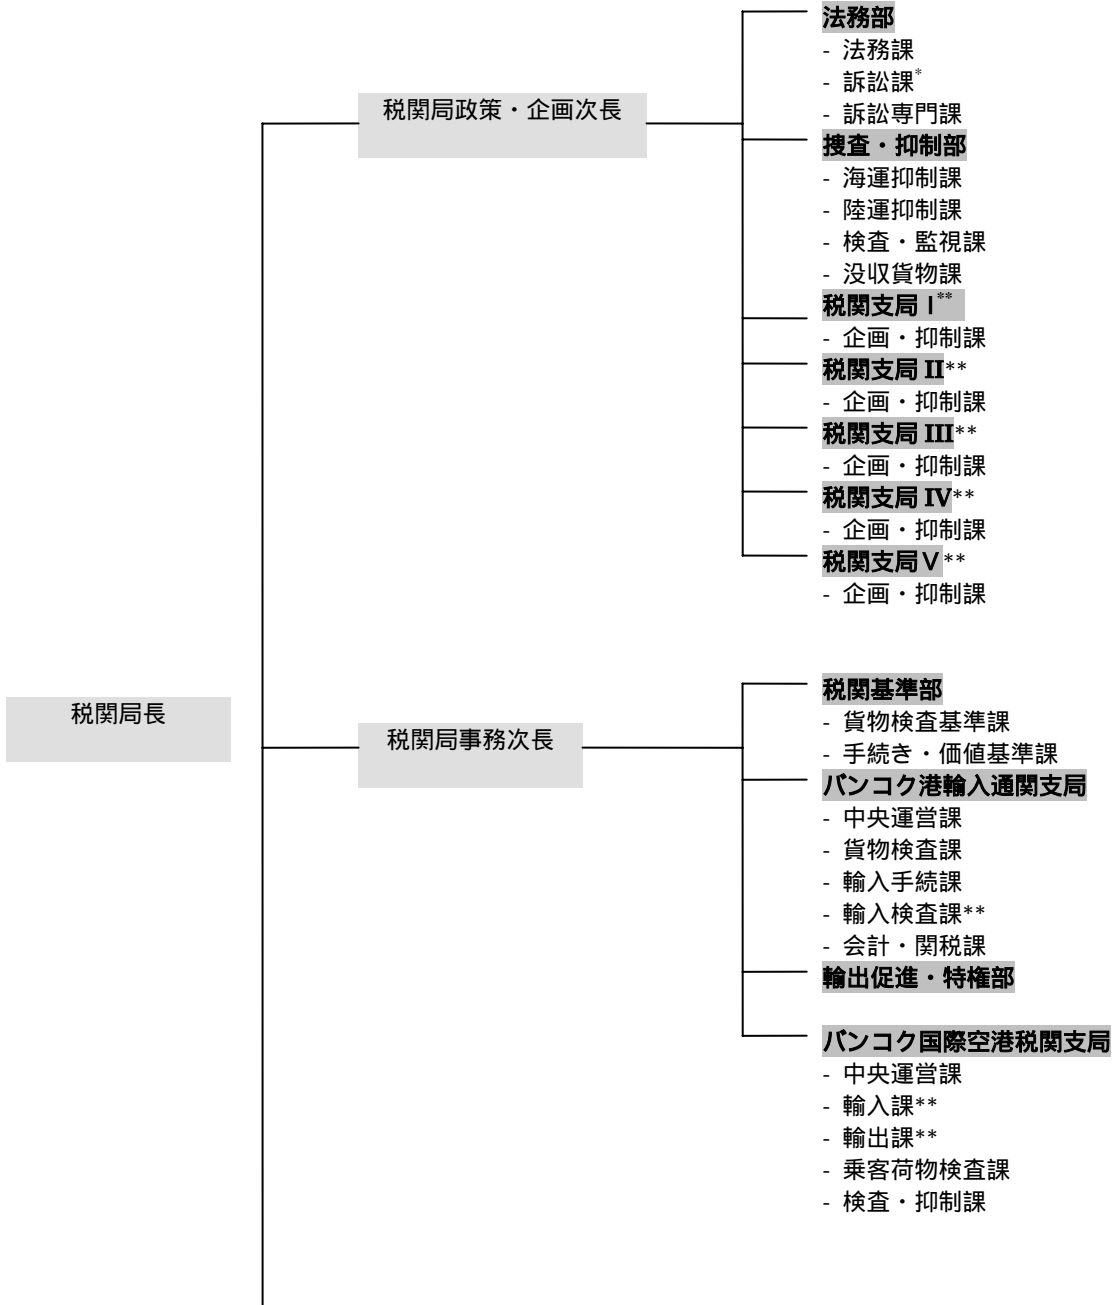 税関局長
税関局政策・企画次長
法務部
- 法務課
- 訴訟課*
- 訴訟専門課
捜査・抑制部
- 海運抑制課
- 陸運抑制課
- 検査・監視課
- 没収貨物課
税関支局 I**
- 企画・抑制課
税関支局 II**
- 企画・抑制課
税関支局 III**
- 企画・抑制課
税関支局 IV**
- 企画・抑制課
税関支局Ⅴ**
- 企画・抑制課
税関局事務次長
税関基準部
- 貨物検査基準課
- 手続き・価値基準課
バンコク港輸入通関支局
- 中央運営課
- 貨物検査課
- 輸入手続課
- 輸入検査課**
- 会計・関税課
輸出促進・特権部
バンコク国際空港税関支局
- 中央運営課
- 輸入課**
- 輸出課**
- 乗客荷物検査課
- 検査・抑制課